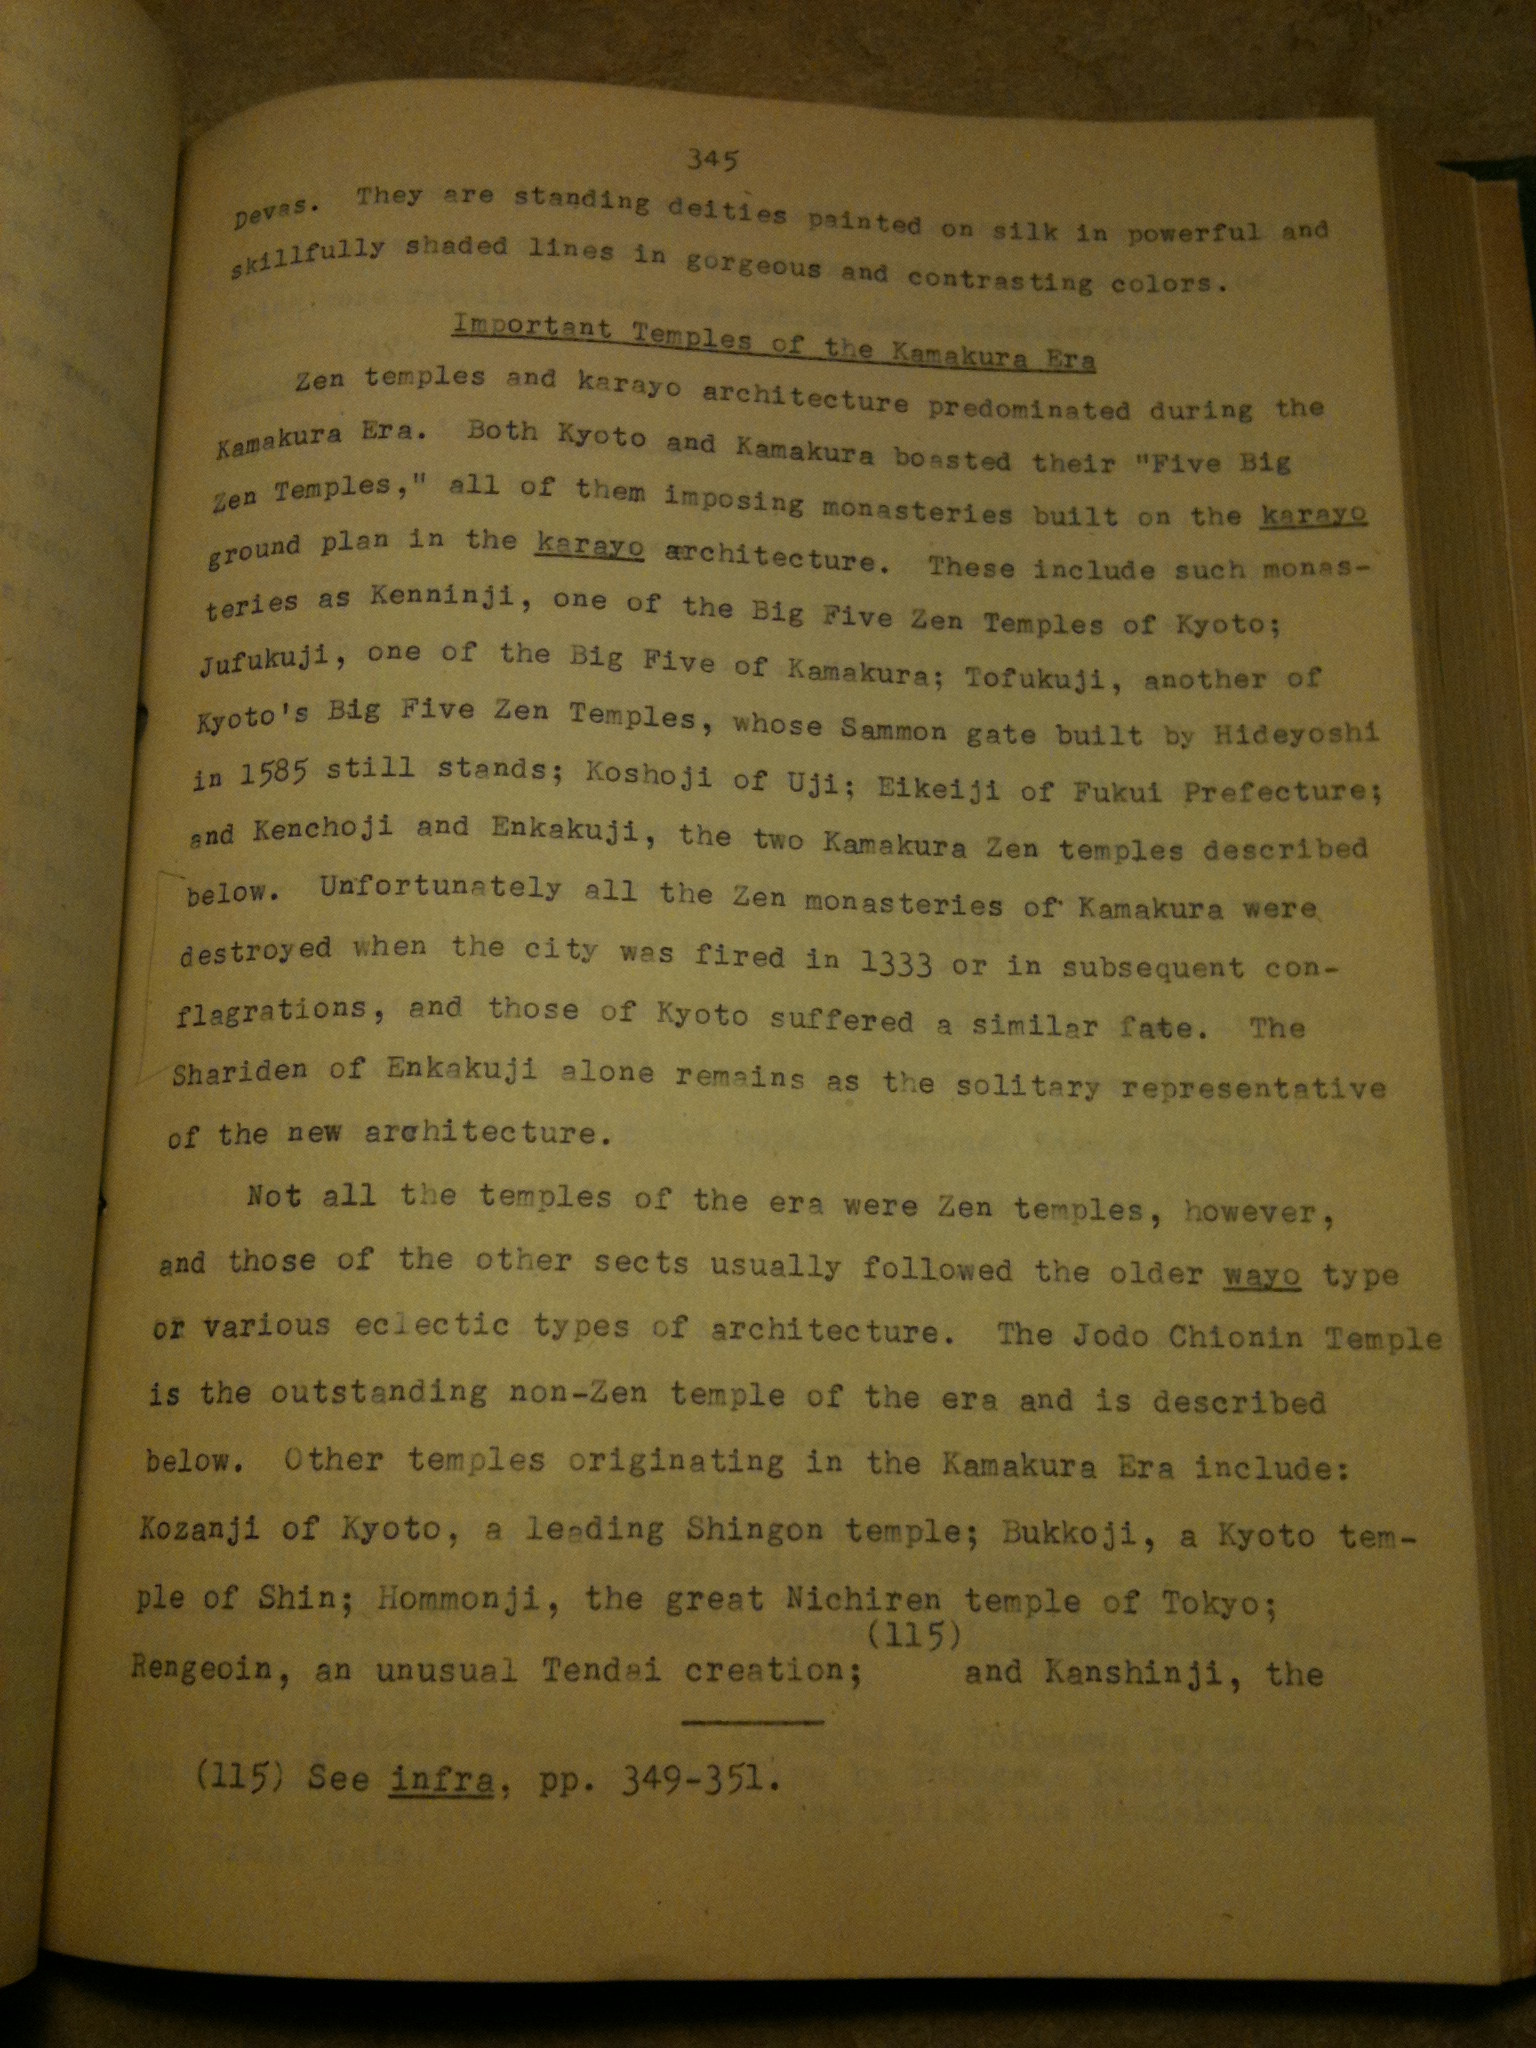 345
Devas. They are standing deities painted on silk in powerful and
skillfully shaded lines in gorgeous and contrasting colors.
Important Temples of the Kamakura Era
Zen temples and karayo architecture predominated during the
Kamakura Era. Both Kyoto and Kamakura boasted their "Five Big
Zen Temples," all of them imposing monasteries built on the karayo
ground plan in the karayo architecture. These include such monas-
teries as Kenninji, one of the Big Five Zen Temples of Kyoto;
Jufukuji, one of the Big Five of Kamakura; Tofukuji, another of
Kyoto's Big Five Zen Temples, whose Sammon gate built by Hideyoshi
in 1585 still stands; Koshoji of Uji; Eikeiji of Fukui Prefecture;
and Kenchoji and Enkakuji, the two Kamakura Zen temples described
below. Unfortunately all the Zen monasteries of Kamakura were
destroyed when the city was fired in 1333 or in subsequent con-
flagrations, and those of Kyoto suffered a similar fate. The
Shariden of Enkakuji alone remains as the solitary representative
of the new architecture.
Not all the temples of the era were Zen temples, however,
and those of the other sects usually followed the older wayo type
or various eclectic types of architecture. The Jodo Chionin Temple
is the outstanding non-Zen temple of the era and is described
below. Other temples originating in the Kamakura Era include:
Kozanji of Kyoto, a leading Shingon temple; Bukkoji, a Kyoto tem-
ple of Shin; Hommonji, the great Nichiren temple of Tokyo;
Rengeoin, an unusual Tendai creation; (115) and Kanshinji, the
(115) See infra, pp. 349-351.